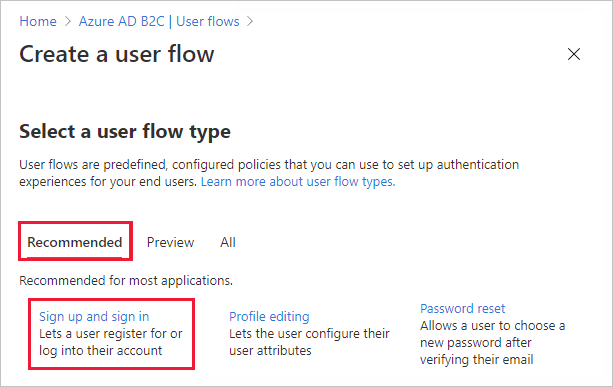 Home > Azure AD B2C | User flows >
Create a user flow
Select a user flow type
User flows are predefined, configured policies that you can use to set up authentication
experiences for your end users. Learn more about user flow types.
Recommended Preview All
Recommended for most applications.
Sign up and sign in
Lets a user register for or
log into their account
Profile editing
Lets the user configure their
user attributes
Password reset
Allows a user to choose a
new password after
verifying their email